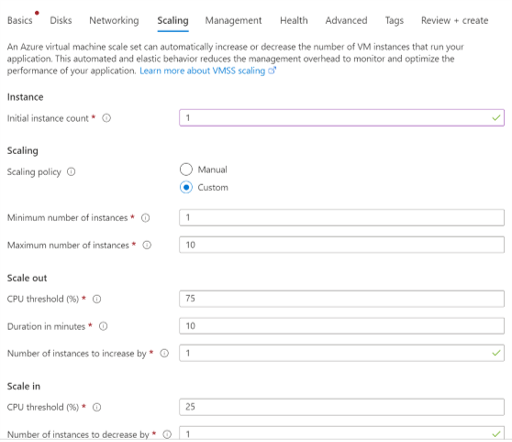 Basics Disks Networking Scaling Management Health Advanced Tags Review + create
An Azure virtual machine scale set can automatically increase or decrease the number of VM instances that run your
application. This automated and elastic behavior reduces the management overhead to monitor and optimize the
performance of your application. Learn more about VMSS scaling
Instance
Initial instance count * 1
Scaling
Scaling policy
Manual
Custom
Minimum number of instances * 1
Maximum number of instances * 10
Scale out
CPU threshold (%) * 75
Duration in minutes * 10
Number of instances to increase by * 1
Scale in
CPU threshold (%) * 25
Number of instances to decrease by * 1